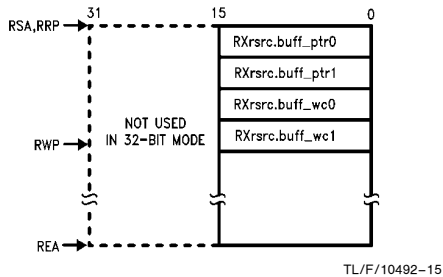 31 15 0
RSA,RRP
RXrsrc.buff_ptr0
RXrsrc.buff_ptr1
RXrsrc.buff_wc0
RXrsrc.buff_wc1
NOT USED
IN 32-BIT MODE
RWP
REA
TL/F/10492-15